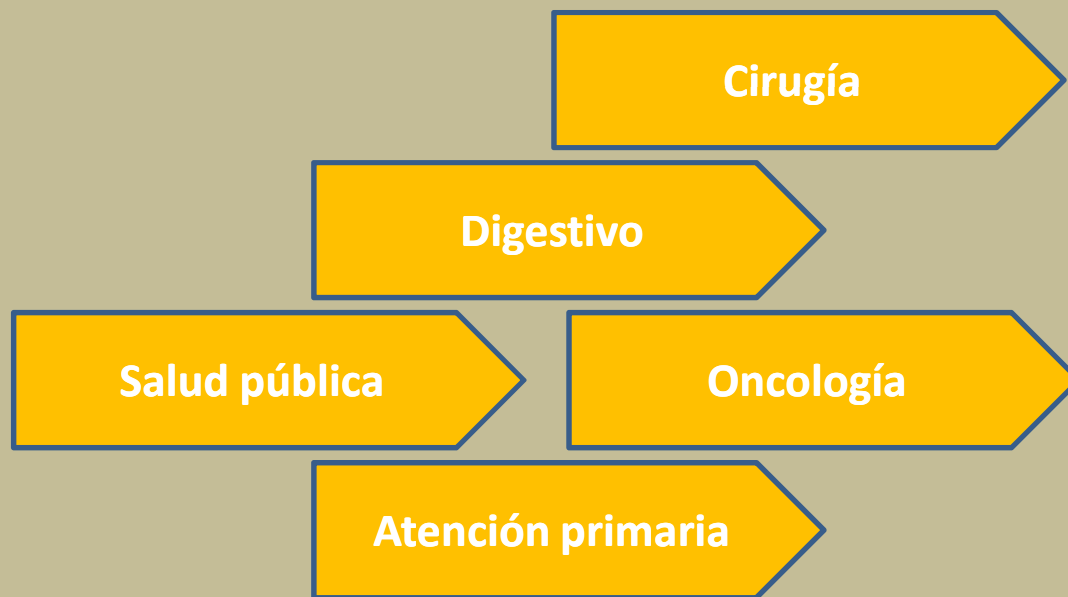 Cirugía
Digestivo
Salud pública
Oncología
Atención primaria